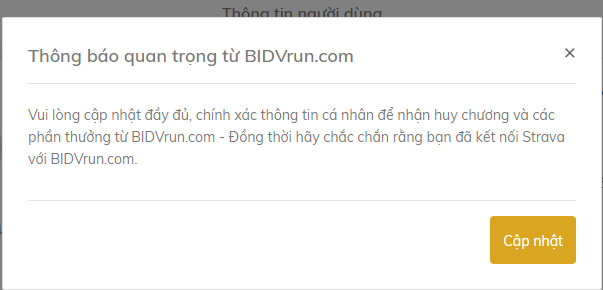 Thông tin người dùng
Thông báo quan trọng từ BIDVrun.com
×
Vui lòng cập nhật đầy đủ, chính xác thông tin cá nhân để nhận huy chương và các
phần thưởng từ BIDVrun.com - Đồng thời hãy chắc chắn rằng bạn đã kết nối Strava
với BIDVrun.com.
Cập nhật